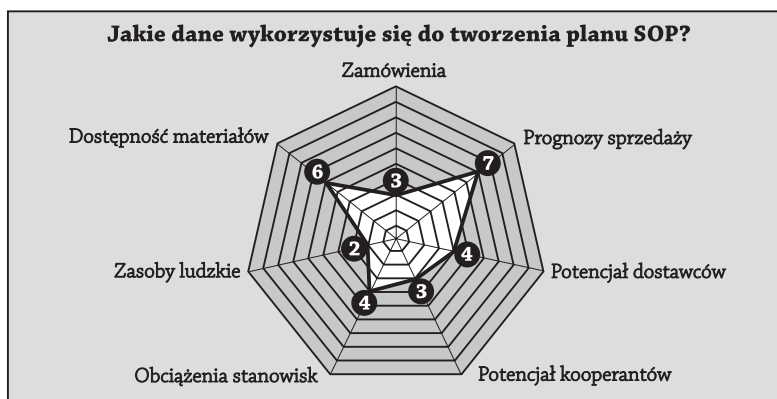 Jakie dane wykorzystuje się do tworzenia planu SOP?
Zamówienia
Dostępność materiałów
Prognozy sprzedaży
6
3
7
Zasoby ludzkie
2
4
Potencjał dostawców
4
3
Obciążenia stanowisk
Potencjał kooperantów